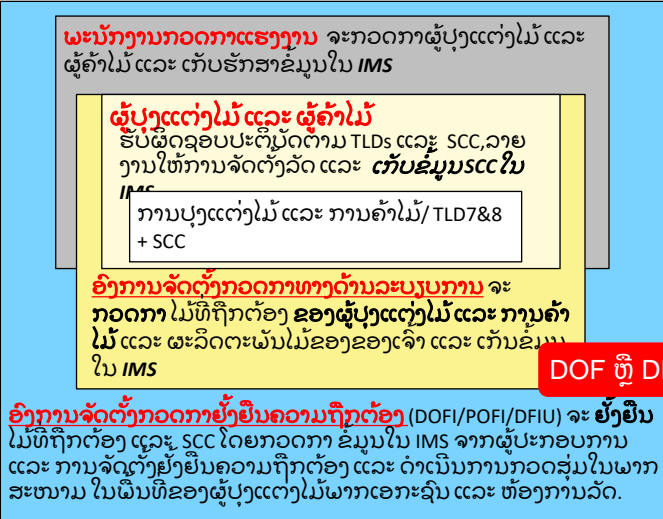 ພະນັກງານກວດກາແຮງງານ ຈະກວດກາຜູ້ປຸງແຕ່ງໄມ້ ແລະ
ຜູ້ຄ້າໄມ້ ແລະ ເກັບຮັກສາຂໍ້ມູນໃນ IMS
ຜູ້ປຸງແຕ່ງໄມ້ ແລະ ຜູ້ຄ້າໄມ້
ຮັບຜິດຊອບປະຕິບັດຕາມ TLDs ແລະ SCC,ລາຍ
ງານໃຫ້ການຈັດຕັ້ງລັດ ແລະ ເກັບຂໍ້ມູນSCCໃນ
IMS
ການປຸງແຕ່ງໄມ້ ແລະ ການຄ້າໄມ້/ TLD7&8
+ SCC
ອົງການຈັດຕັ້ງກວດກາທາງດ້ານລະບຽບການ ຈະ
ກວດກາ ໄມ້ທີ່ຖືກຕ້ອງ ຂອງຜູ້ປຸງແຕ່ງໄມ້ ແລະ ການຄ້າ
ໄມ້ ແລະ ຜະລິດຕະພັນໄມ້ຂອງຂອງເຈົ້າ ແລະ ເກັນຂໍ້ມູນ
ໃນ IMS
DOF ຫຼື
ອົງການຈັດຕັ້ງກວດກາຢັ້ງຢືນຄວາມຖືກຕ້ອງ (DOFI/POFI/DFIU) ຈະ ຢັ້ງຢືນ
ໄມ້ທີ່ຖືກຕ້ອງ ແລະ SCC ໂດຍກວດກາ ຂໍ້ມູນໃນ IMS ຈາກຜູ້ປະກອບການ
ແລະ ການຈັດຕັ້ງຢັ້ງຢືນຄວາມຖືກຕ້ອງ ແລະ ດຳເນີນການກວດສຸ່ມໃນພາກ
ສະໜາມ ໃນພື້ນທີ່ຂອງຜູ້ປຸງແຕ່ງໄມ້ພາກເອກະຊົນ ແລະ ຫ້ອງການລັດ.